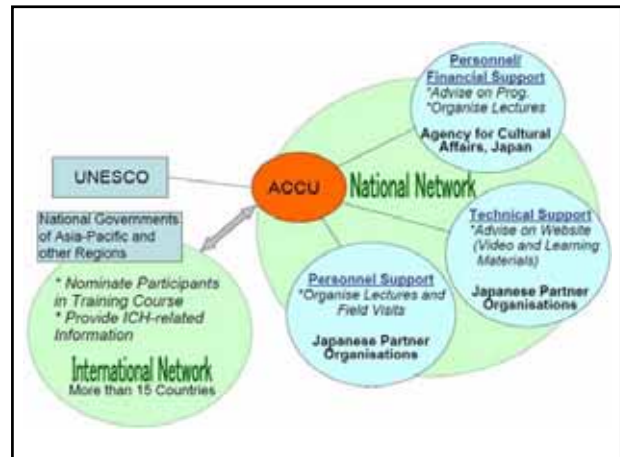 Personnel/
Financial Support
*Advise on Prog.
*Organise Lectures
Agency for Cultural
Affairs, Japan
UNESCO
ACCU
National Network
National Governments
of Asia-Pacific and
other Regions
Technical Support
*Advise on Website
(Video and Learning
Materials)
Japanese Partner
Organisations
* Nominate Participants
in Training Course
* Provide ICH-related
Information
International Network
More than 15 Countries
Personnel Support
*Organise Lectures and
Field Visits
Japanese Partner
Organisations